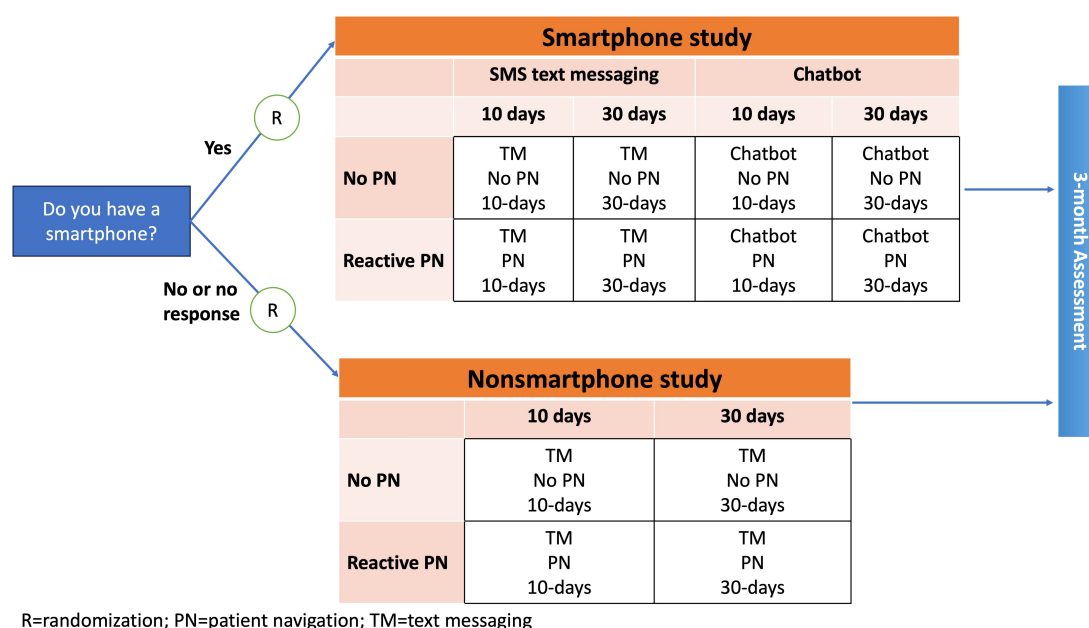 Smartphone study
SMS text messaging Chatbot
10 days 30 days 10 days 30 days
No PN
TM
No PN
10-days
TM
No PN
30-days
Chatbot
No PN
10-days
Chatbot
No PN
30-days
Reactive PN
TM
PN
10-days
TM
PN
30-days
Chatbot
PN
10-days
Chatbot
PN
30-days
R
Yes
Do you have a
smartphone?
No or no
response
R
Nonsmartphone study
10 days 30 days
No PN
TM
No PN
10-days
TM
No PN
30-days
Reactive PN
TM
PN
10-days
TM
PN
30-days
3-month Assessment
R=randomization; PN=patient navigation; TM=text messaging